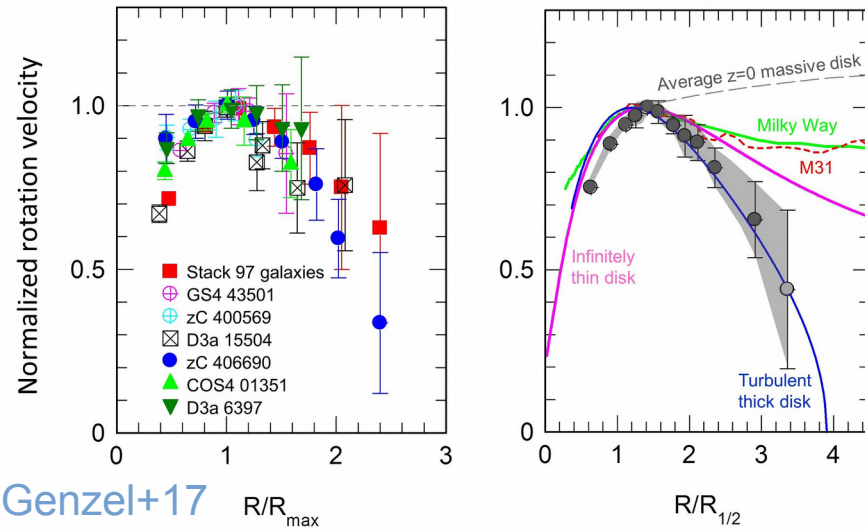 Normalized rotation velocity
1.0
0.5
0
0
1
2
3
R/Rmax
Stack 97 galaxies
GS4 43501
zC 400569
D3a 15504
zC 406690
COS4 01351
D3a 6397
Genzel+17
1.0
0.5
0
0
1
2
3
4
R/R1/2
Average z=0 massive disk
Milky Way
M31
Infinitely
thin disk
Turbulent
thick disk